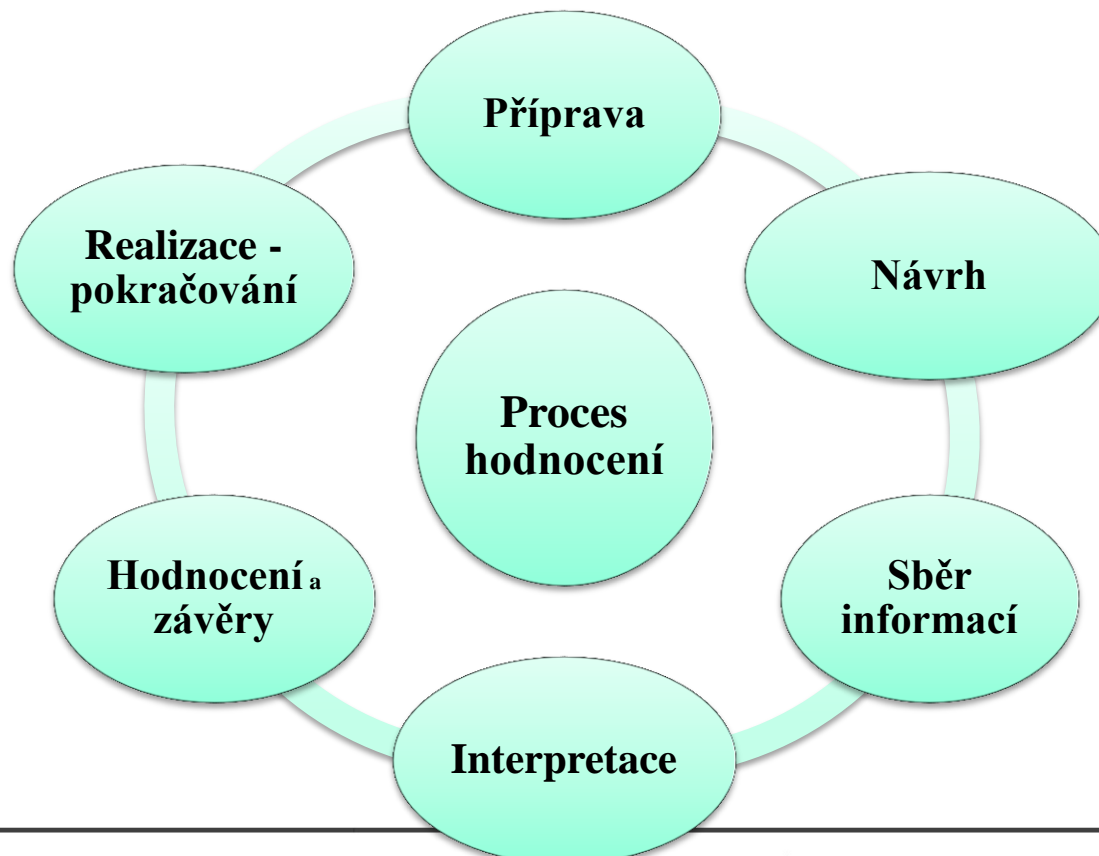 Příprava
Návrh
Sběr
informací
Interpretace
Hodnocení a
závěry
Realizace -
pokračování
Proces
hodnocení